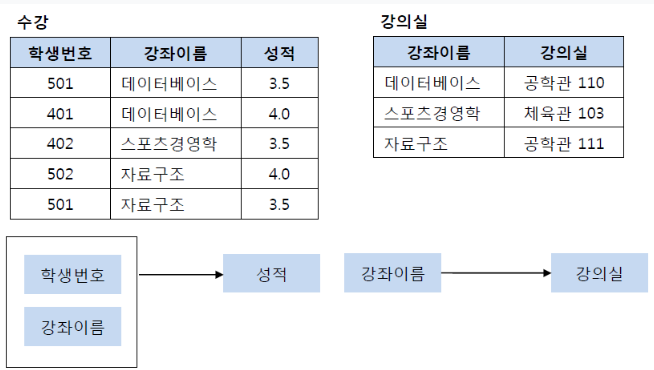 수강
학생번호 강좌이름 성적
501 데이터베이스 3.5
401 데이터베이스 4.0
402 스포츠경영학 3.5
502 자료구조 4.0
501 자료구조 3.5
강의실
강좌이름 강의실
데이터베이스 공학관 110
스포츠경영학 체육관 103
자료구조 공학관 111
학생번호
강좌이름
성적
강좌이름
강의실